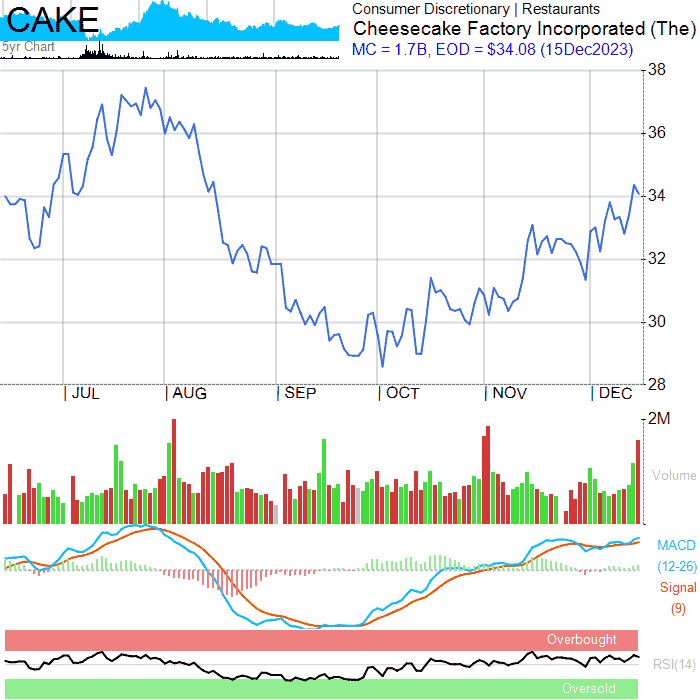 CAKE
5yr Chart
Consumer Discretionary | Restaurants
Cheesecake Factory Incorporated (The)
MC = 1.7B, EOD = $34.08 (15Dec2023)
38
36
34
32
30
28
| JUL | AUG | SEP | OCT | NOV | DEC
2M
Volume
MACD
(12-26)
Signal
(9)
Overbought
RSI(14)
Oversold